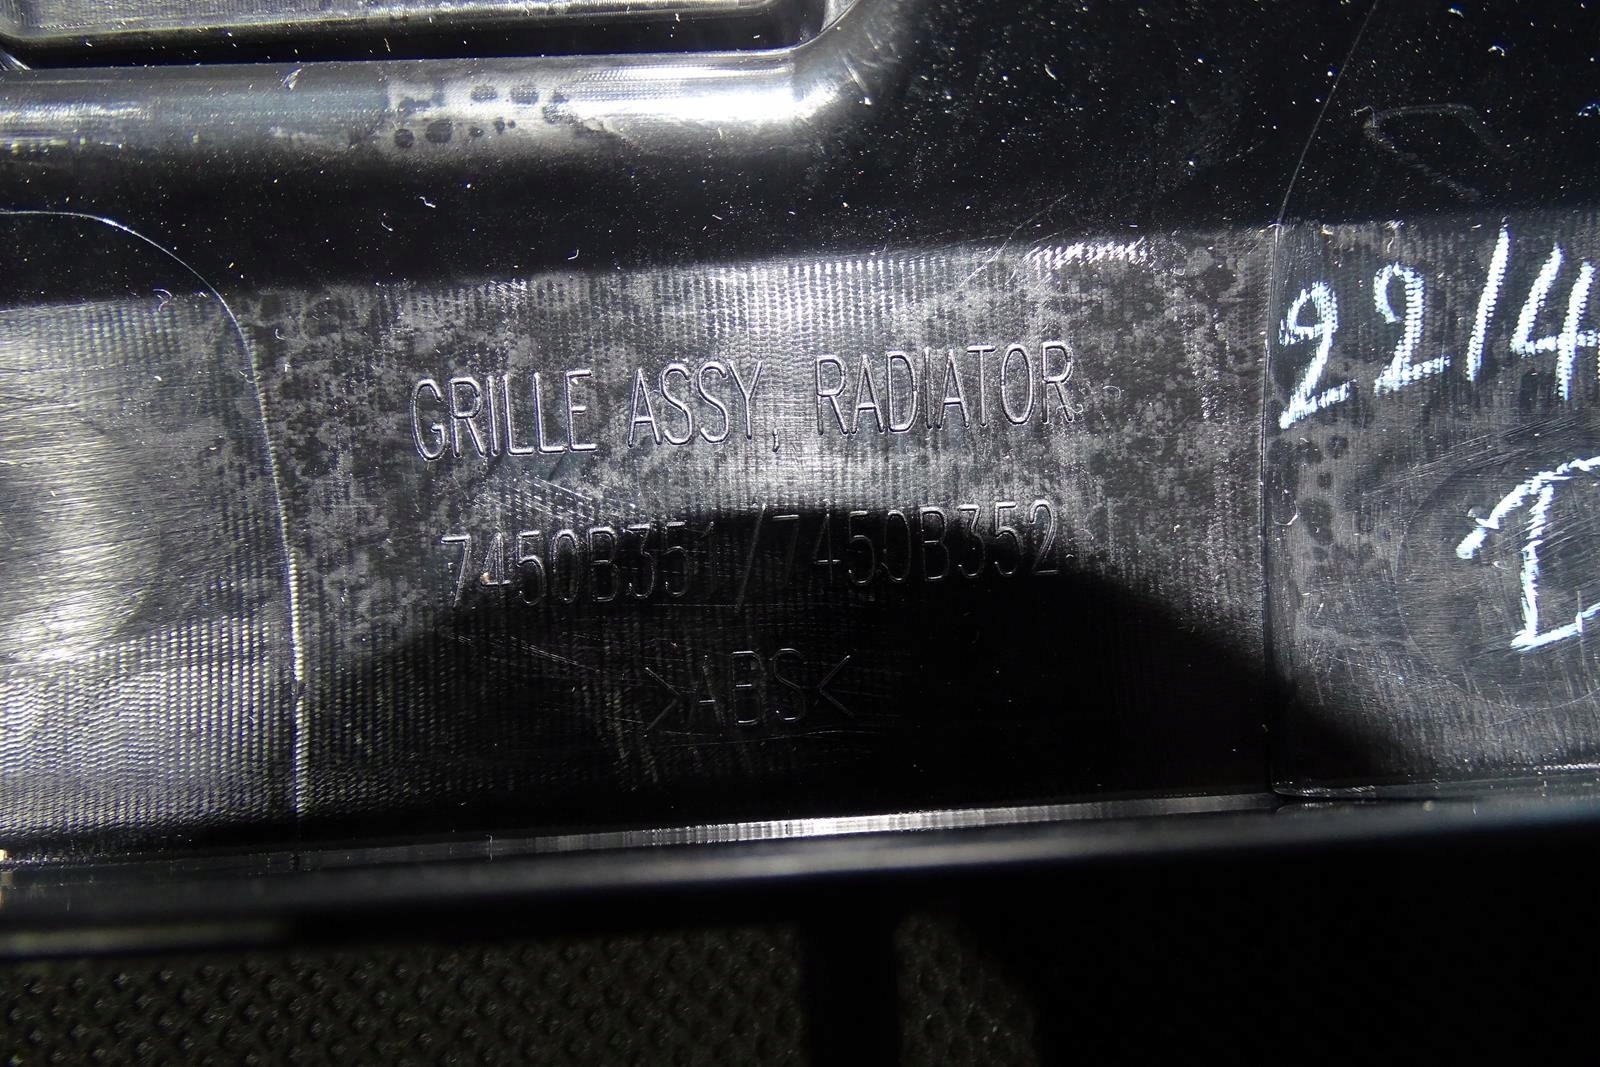 GRILLE ASSY, RADIATOR
7450B351/7450B352
>ABS<
2214
I